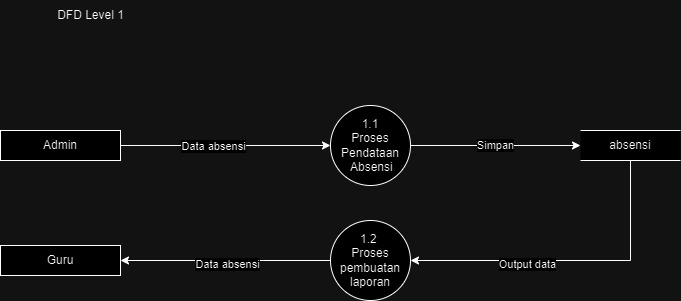 DFD Level 1
1.1
Proses
Pendataan
Absensi
Admin
Data absensi
Simpan
absensi
1.2
Proses
pembuatan
laporan
Guru
Data absensi
Output data